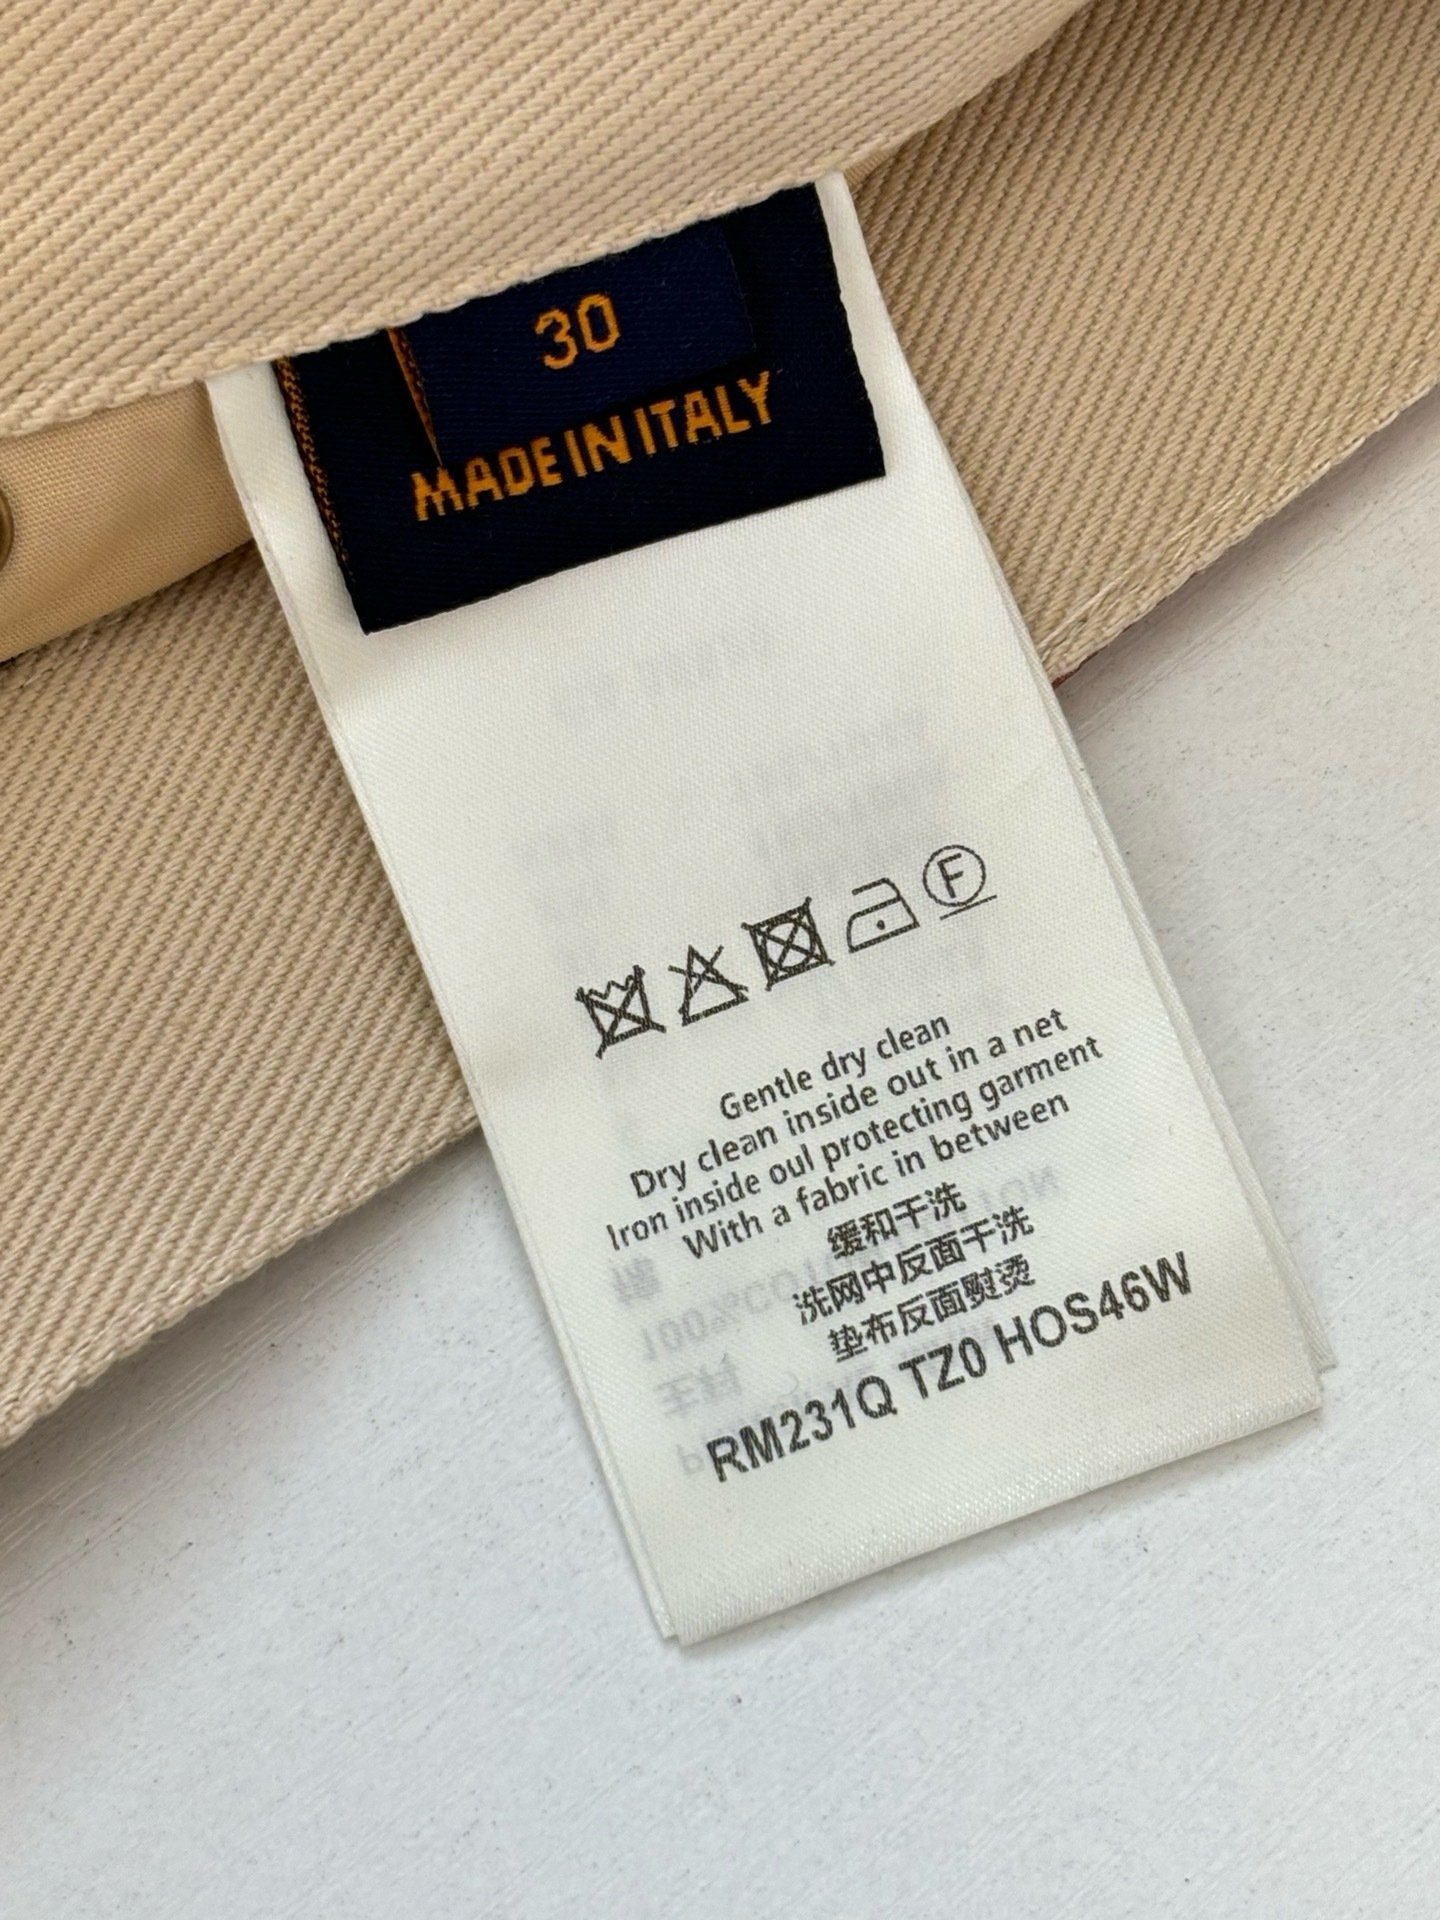 30
MADE IN ITALY
F
Gentle dry clean
Dry clean inside out in a net
Iron inside oul protecting garment
With a fabric in between
缓和干洗
洗网中反面干洗
垫布反面熨烫
RM231Q TZ0 HOS46W